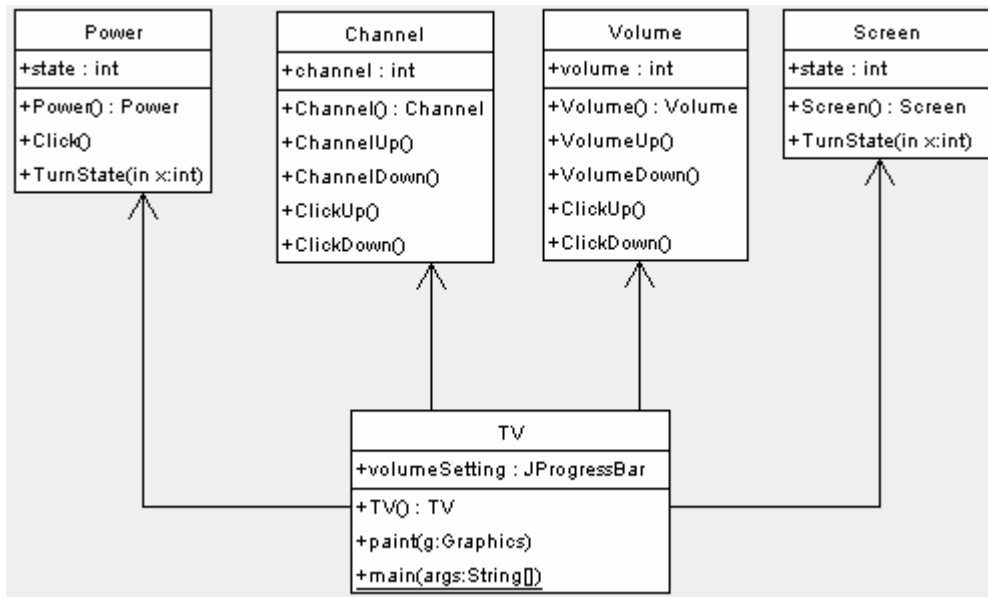 Power
+state : int
+Power() : Power
+Click()
+TurnState(in x:int)
Channel
+channel : int
+Channel() : Channel
+ChannelUp()
+ChannelDown()
+ClickUp()
+ClickDown()
Volume
+volume : int
+Volume() : Volume
+VolumeUp()
+VolumeDown()
+ClickUp()
+ClickDown()
Screen
+state : int
+Screen() : Screen
+TurnState(in x:int)
TV
+volumeSetting : JProgressBar
+TV() : TV
+paint(g:Graphics)
+main(args:String[])